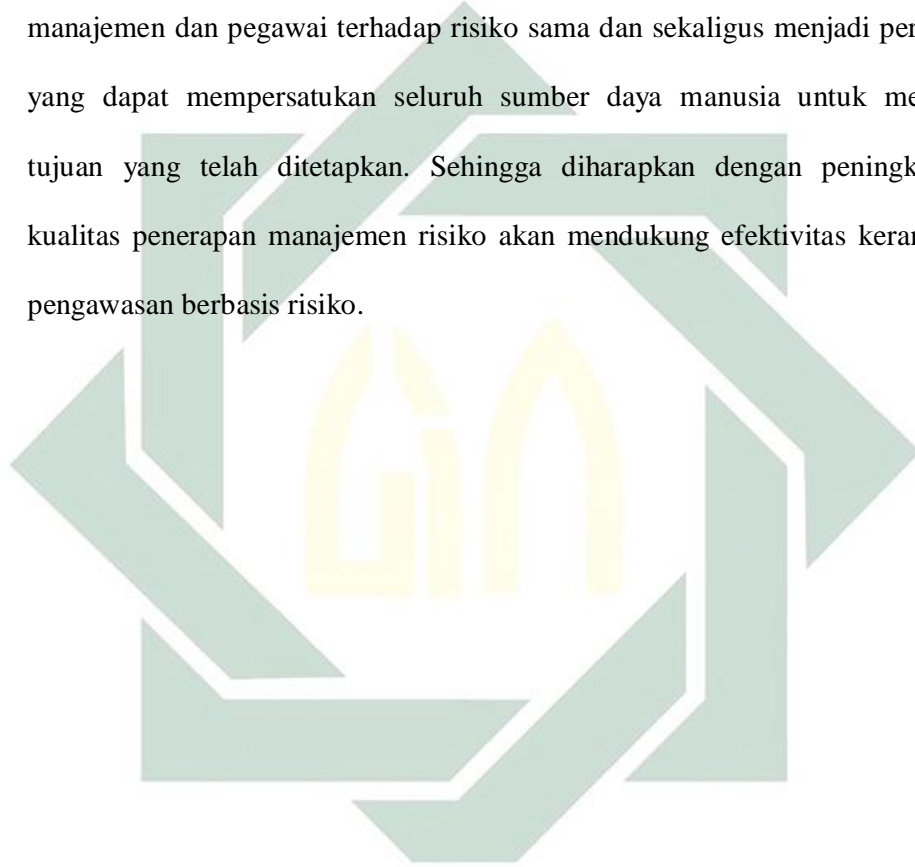 manajemen dan pegawai terhadap risiko sama dan sekaligus menjadi per
yang dapat mempersatukan seluruh sumber daya manusia untuk me
tujuan yang telah ditetapkan. Sehingga diharapkan dengan peningk
kualitas penerapan manajemen risiko akan mendukung efektivitas keran
pengawasan berbasis risiko.